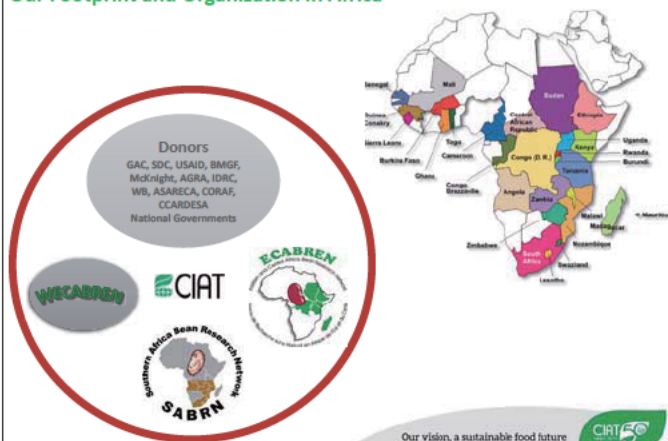 Our Footprint and Organization in Africa
Donors
GAC, SDC, USAID, BMGF,
McKnight, AGRA, IDRC,
WB, ASARECA, CORAF,
CCARDESA
National Governments
WECABREN
CIAT
ECABREN
Southern Africa Bean Research Network
SABRN
Senegal
Mali
Guinea
Conakry
Sierra Leone
Burkina Faso
Ghana
Togo
Cameroon
Central
African
Republic
Sudan
Ethiopia
Uganda
Kenya
Rwanda
Burundi
Congo (D.R.)
Congo
Brazzaville
Tanzania
Angola
Zambia
Malawi
Madagascar
Mauritius
Mozambique
Zimbabwe
South
Africa
Swaziland
Lesotho
Our vision, a sustainable food future
CIAT 50